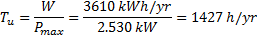 T_u = W / P_max = 3610 kWh/yr / 2.530 kW = 1427 h/yr